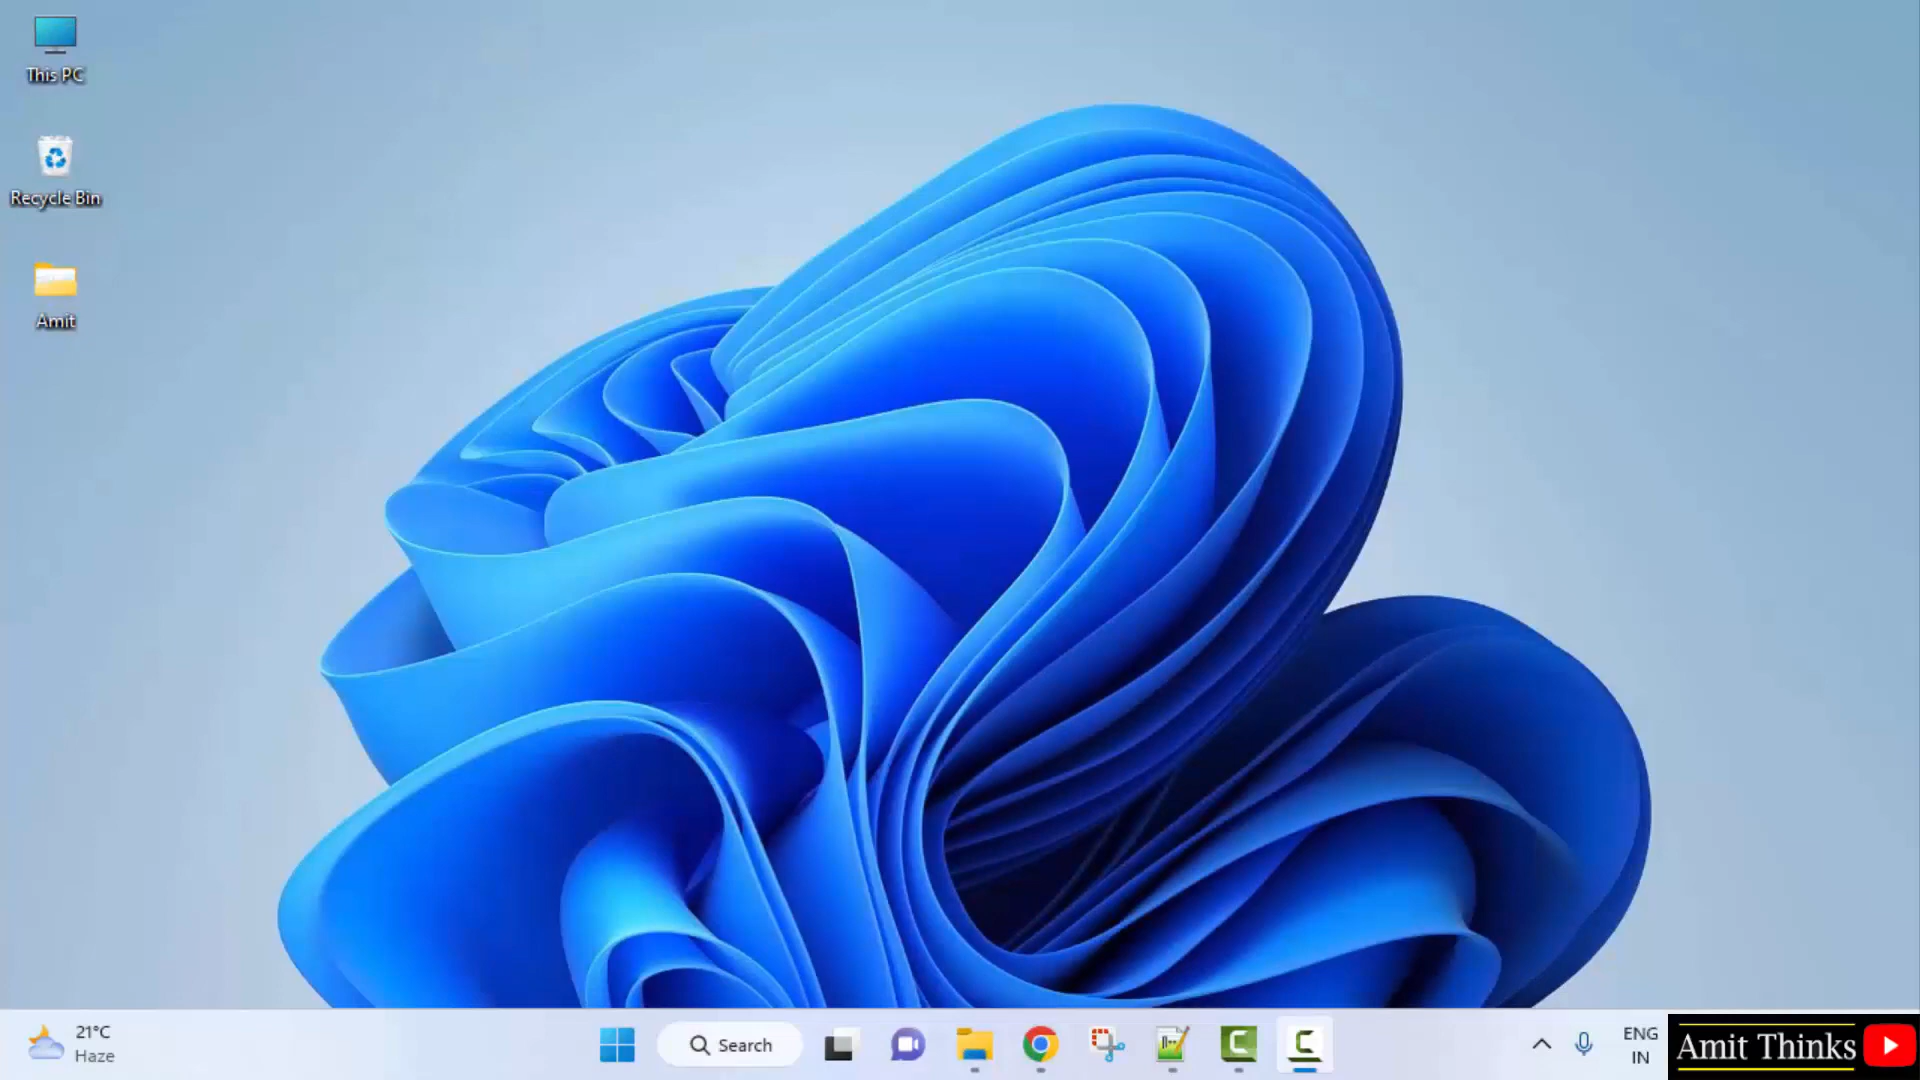 This PC
Recycle Bin
Amit
21°C
Haze
Search
ENG
IN
Amit Thinks